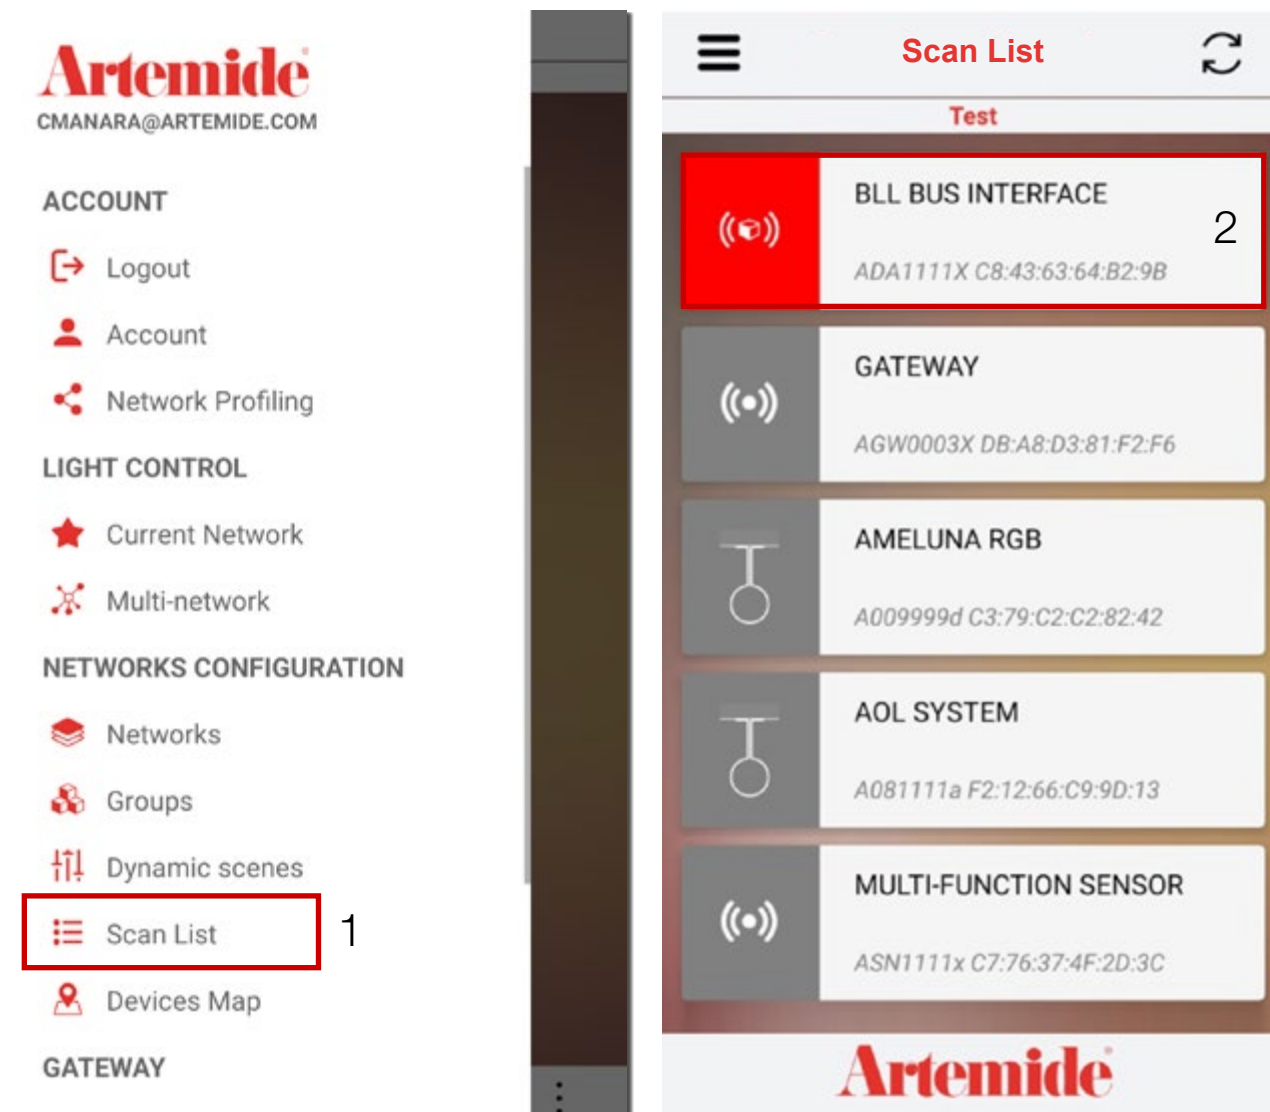 Artemide
CMANARA@ARTEMIDE.COM
ACCOUNT
Logout
Account
Network Profiling
LIGHT CONTROL
Current Network
Multi-network
NETWORKS CONFIGURATION
Networks
Groups
Dynamic scenes
Scan List
1
Devices Map
GATEWAY
Scan List
Test
BLL BUS INTERFACE
2
ADA1111X C8:43:63:64:B2:9B
GATEWAY
AGW0003X DB:A8:D3:81:F2:F6
AMELUNA RGB
A009999d C3:79:C2:C2:82:42
AOL SYSTEM
A081111a F2:12:66:C9:9D:13
MULTI-FUNCTION SENSOR
ASN1111x C7:76:37:4F:2D:3C
Artemide